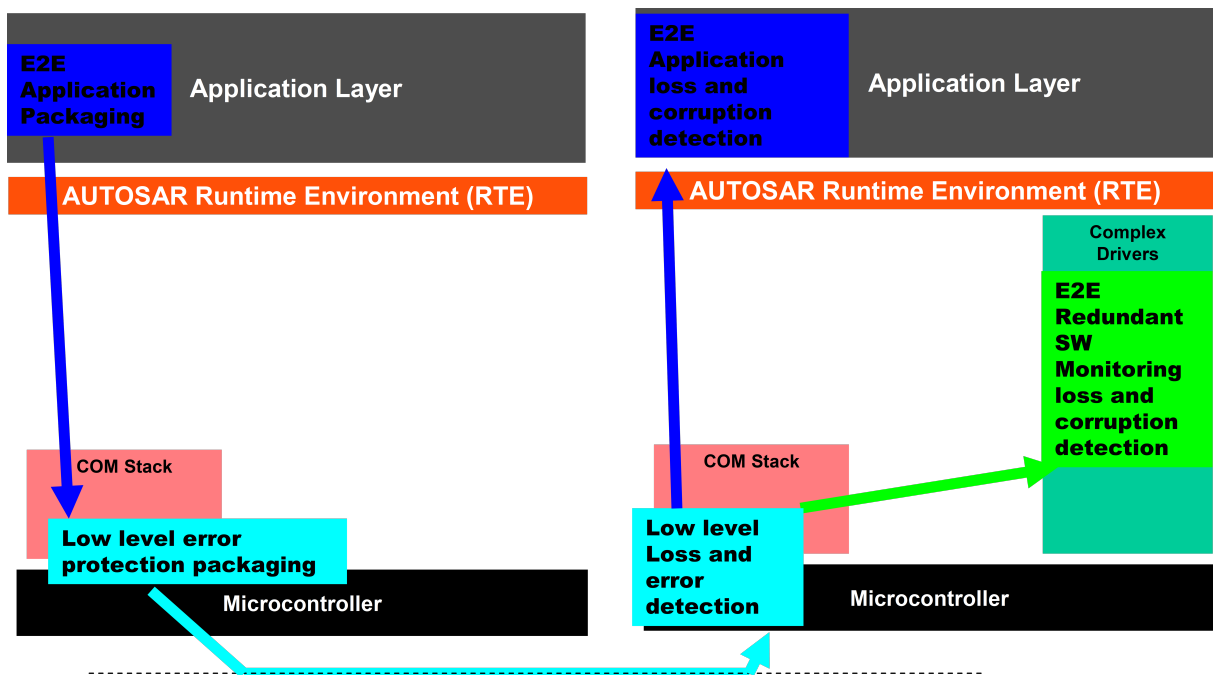 E2E
Application
Packaging
Application Layer
AUTOSAR Runtime Environment (RTE)
COM Stack
Low level error
protection packaging
Microcontroller
E2E
Application
loss and
corruption
detection
Application Layer
AUTOSAR Runtime Environment (RTE)
Complex
Drivers
E2E
Redundant
SW
Monitoring
loss and
corruption
detection
COM Stack
Low level
Loss and
error
detection
Microcontroller